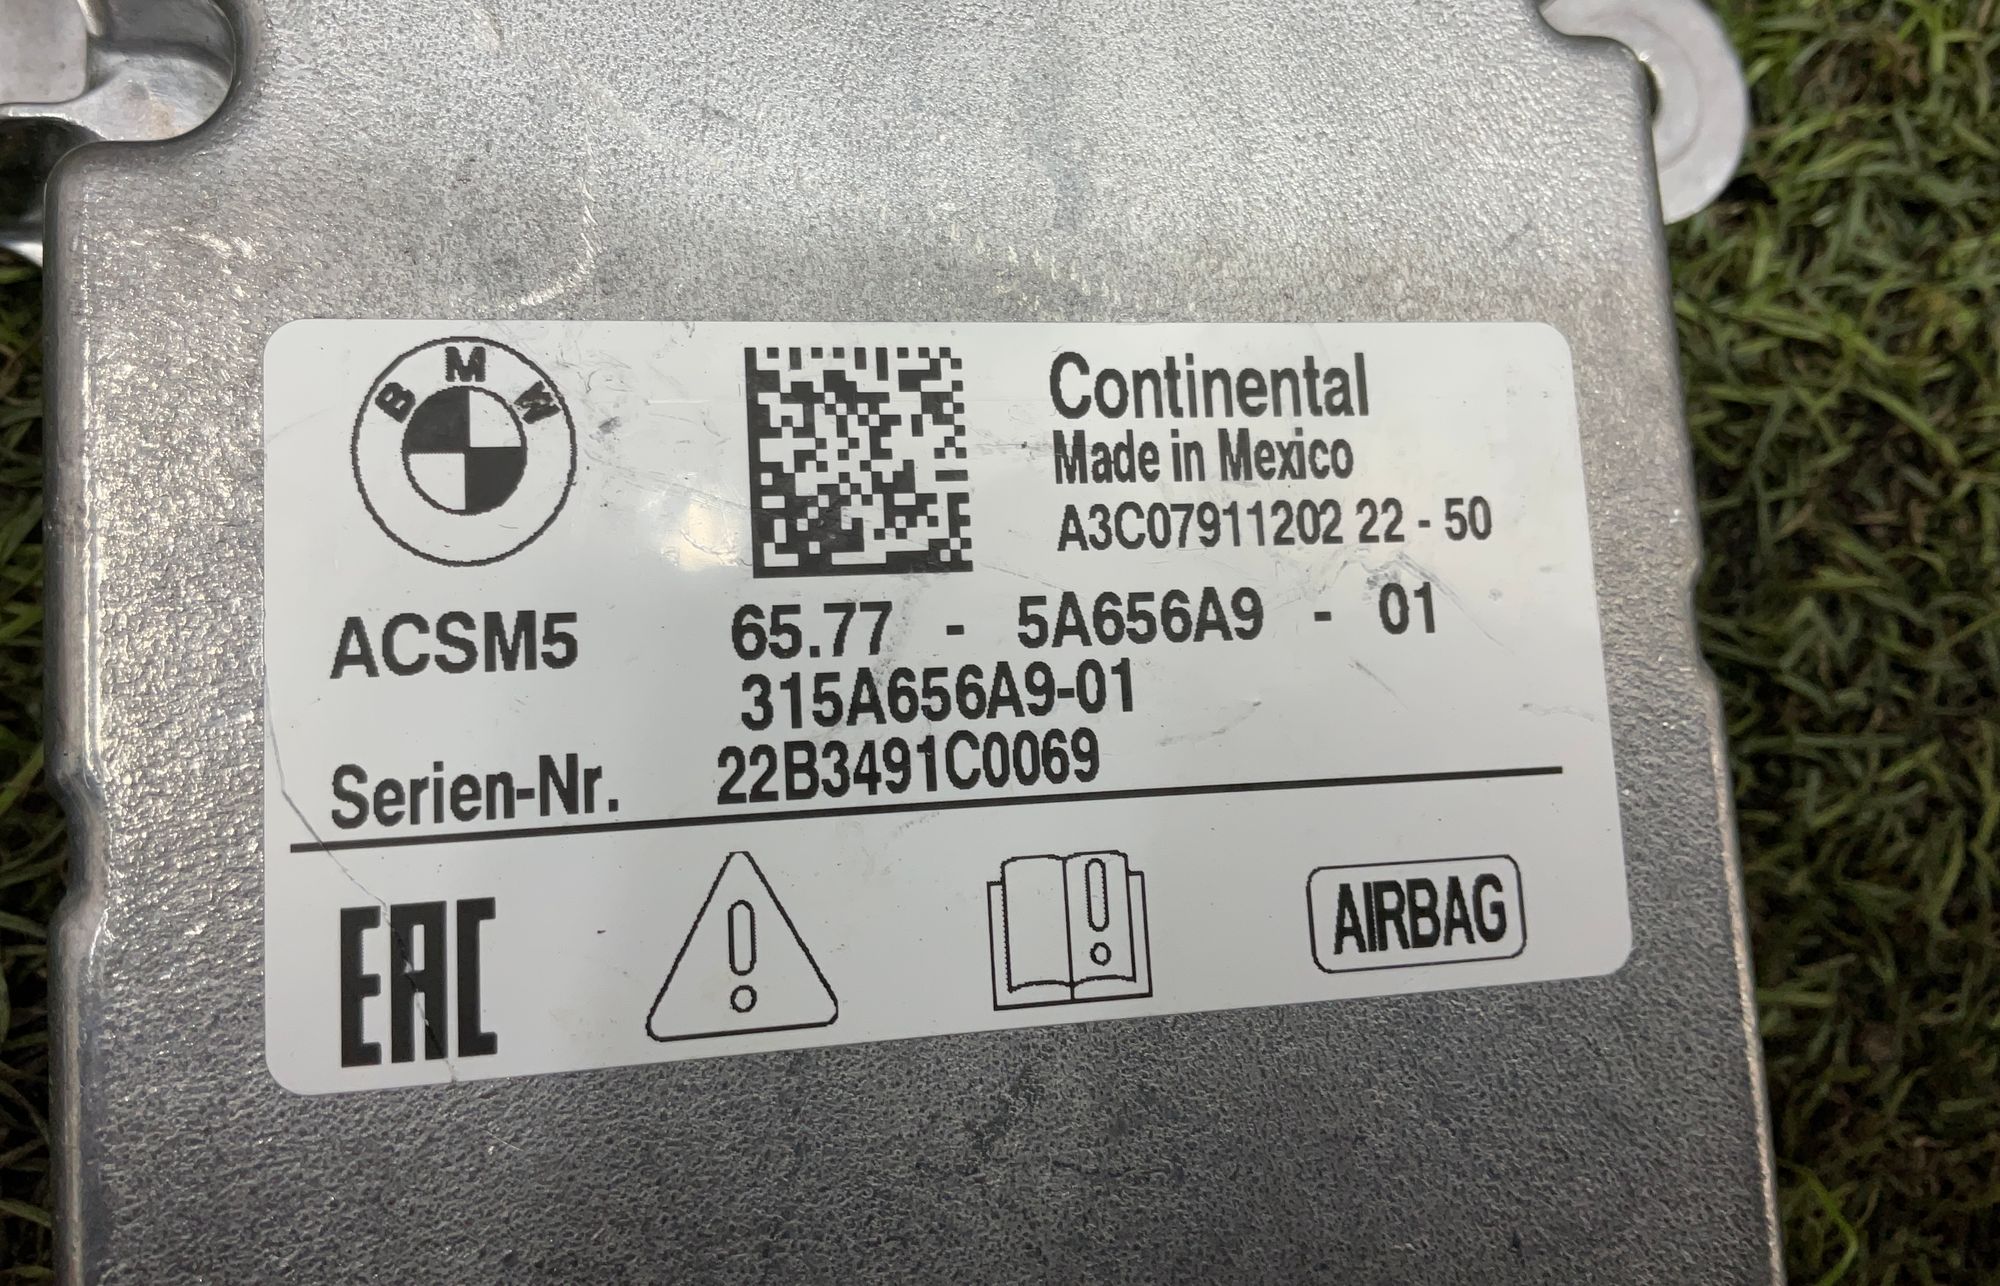 BMW
Continental
Made in Mexico
A3C07911202 22 - 50
ACSM5 65.77 - 5A656A9 - 01
315A656A9-01
Serien-Nr. 22B3491C0069
EAC
AIRBAG